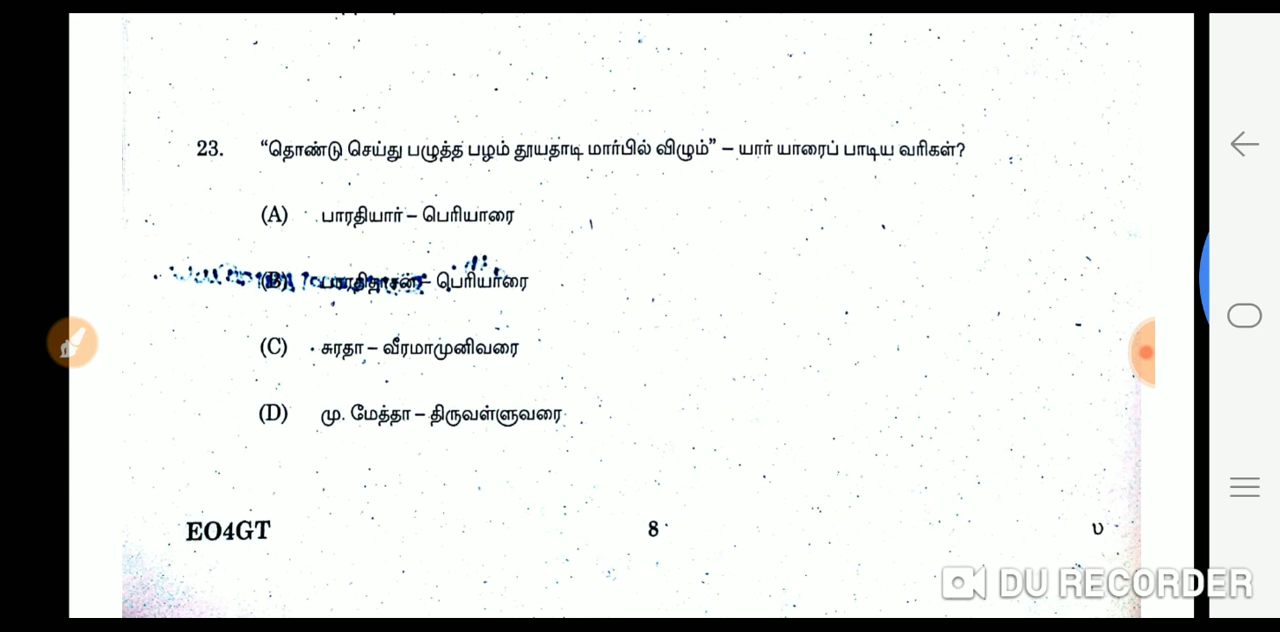 23. “தொண்டு செய்து பழுத்த பழம் தூயதாடி மார்பில் விழும்” – யார் யாரைப் பாடிய வரிகள்?
(A) பாரதியார் – பெரியாரை
(B) பாரதிதாசன் – பெரியாரை
(C) சுரதா – வீரமாமுனிவரை
(D) மு. மேத்தா – திருவள்ளுவரை
EO4GT 8 υ
DU RECORDER